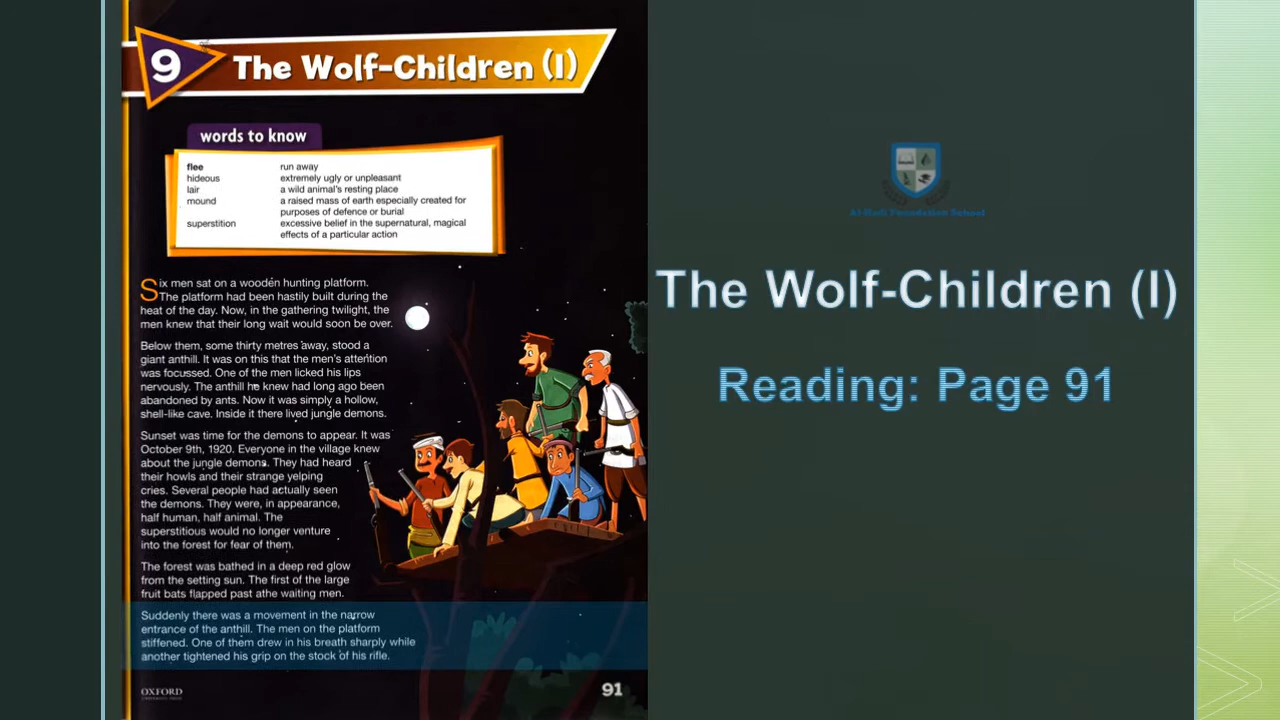 9 The Wolf-Children (I)
words to know
flee run away
hideous extremely ugly or unpleasant
lair a wild animal's resting place
mound a raised mass of earth especially created for
purposes of defence or burial
superstition excessive belief in the supernatural, magical
effects of a particular action
Six men sat on a wooden hunting platform.
The platform had been hastily built during the
heat of the day. Now, in the gathering twilight, the
men knew that their long wait would soon be over.
Below them, some thirty metres away, stood a
giant anthill. It was on this that the men's attention
was focussed. One of the men licked his lips
nervously. The anthill he knew had long ago been
abandoned by ants. Now it was simply a hollow,
shell-like cave. Inside it there lived jungle demons.
Sunset was time for the demons to appear. It was
October 9th, 1920. Everyone in the village knew
about the jungle demons. They had heard
their howls and their strange yelping
cries. Several people had actually seen
the demons. They were, in appearance,
half human, half animal. The
superstitious would no longer venture
into the forest for fear of them.
The forest was bathed in a deep red glow
from the setting sun. The first of the large
fruit bats flapped past athe waiting men.
Suddenly there was a movement in the narrow
entrance of the anthill. The men on the platform
stiffened. One of them drew in his breath sharply while
another tightened his grip on the stock of his rifle.
OXFORD
UNIVERSITY PRESS
91
Foundation School
The Wolf-Children (I)
Reading: Page 91